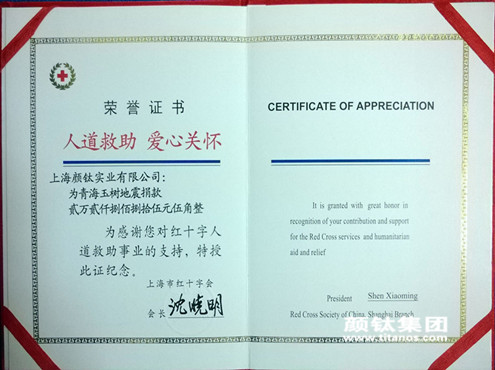 荣誉证书
人道救助 爱心关怀
上海颜钛实业有限公司：
为青海玉树地震捐款
贰万贰仟捌佰捌拾伍元伍角整
为感谢您对红十字人
道救助事业的支持，特授
此证纪念。
上海市红十字会
会长 沈晓明
CERTIFICATE OF APPRECIATION
It is granted with great honor in
recognition of your contribution and support
for the Red Cross services and humanitarian
aid and relief
President Shen Xiaoming
Red Cross Society of China, Shanghai Branch
颜钛集团
www.titanos.com